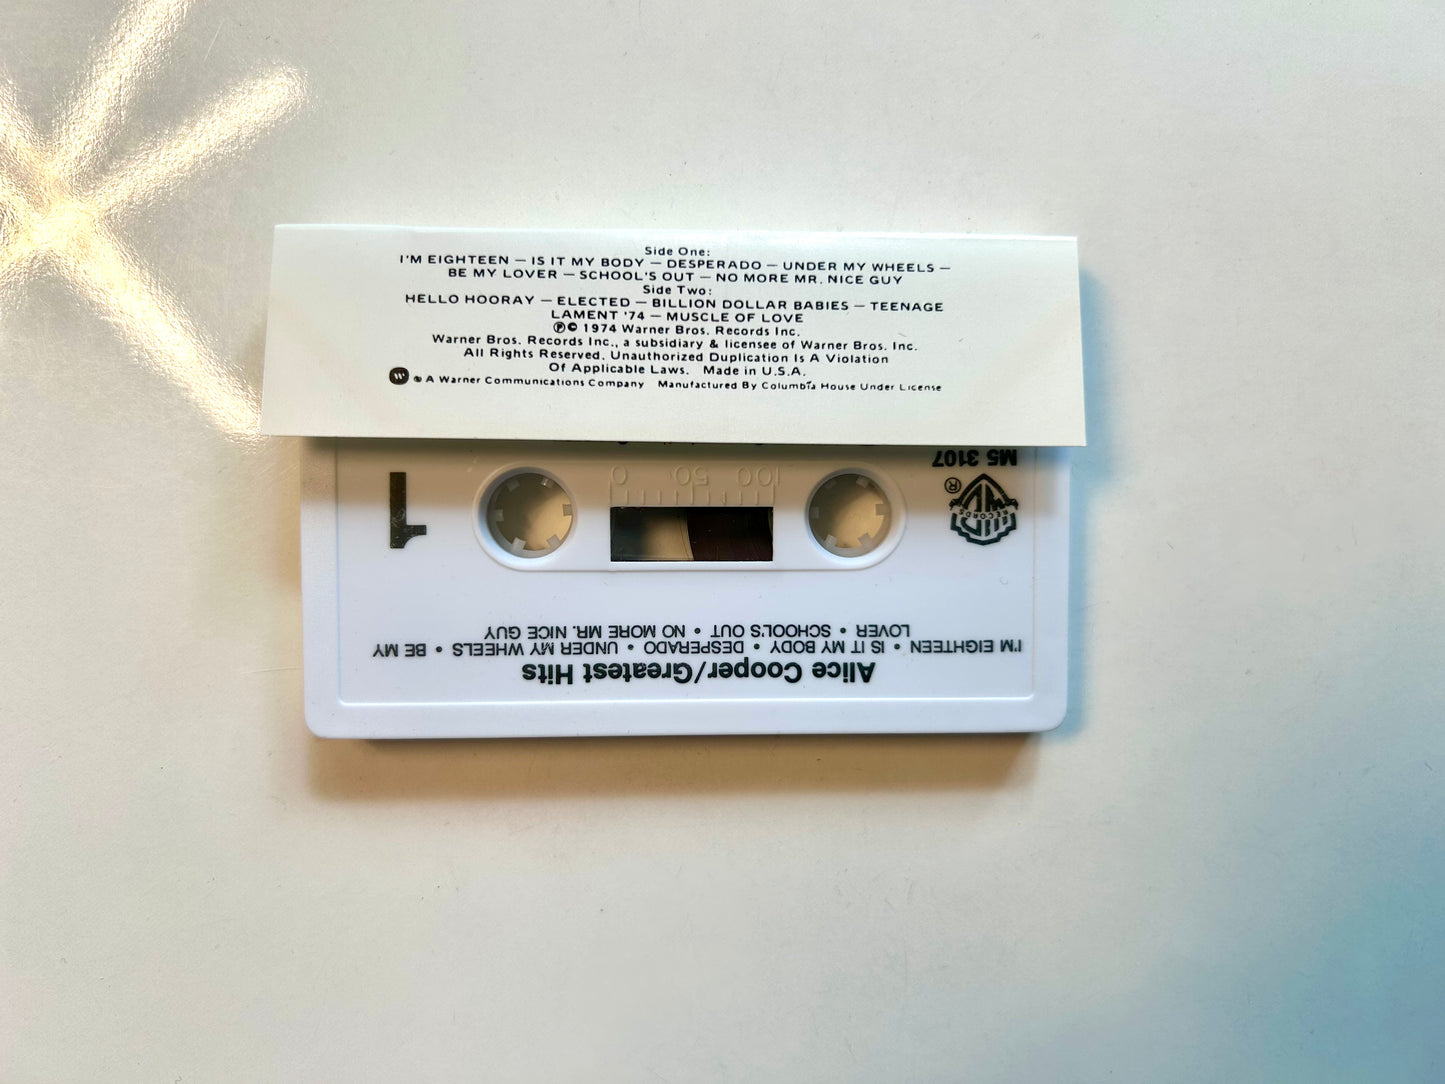 Side One:
I'M EIGHTEEN — IS IT MY BODY — DESPERADO — UNDER MY WHEELS —
BE MY LOVER — SCHOOL'S OUT — NO MORE MR. NICE GUY
Side Two:
HELLO HOORAY — ELECTED — BILLION DOLLAR BABIES — TEENAGE
LAMENT '74 — MUSCLE OF LOVE
℗© 1974 Warner Bros. Records Inc.
Warner Bros. Records Inc., a subsidiary & licensee of Warner Bros. Inc.
All Rights Reserved. Unauthorized Duplication Is A Violation
Of Applicable Laws. Made in U.S.A.
A Warner Communications Company Manufactured By Columbia House Under License
Alice Cooper/Greatest Hits
I'M EIGHTEEN • IS IT MY BODY • DESPERADO • UNDER MY WHEELS • BE MY
LOVER • SCHOOL'S OUT • NO MORE MR. NICE GUY
RECORDS
®
M5 3107
1
100 50 0